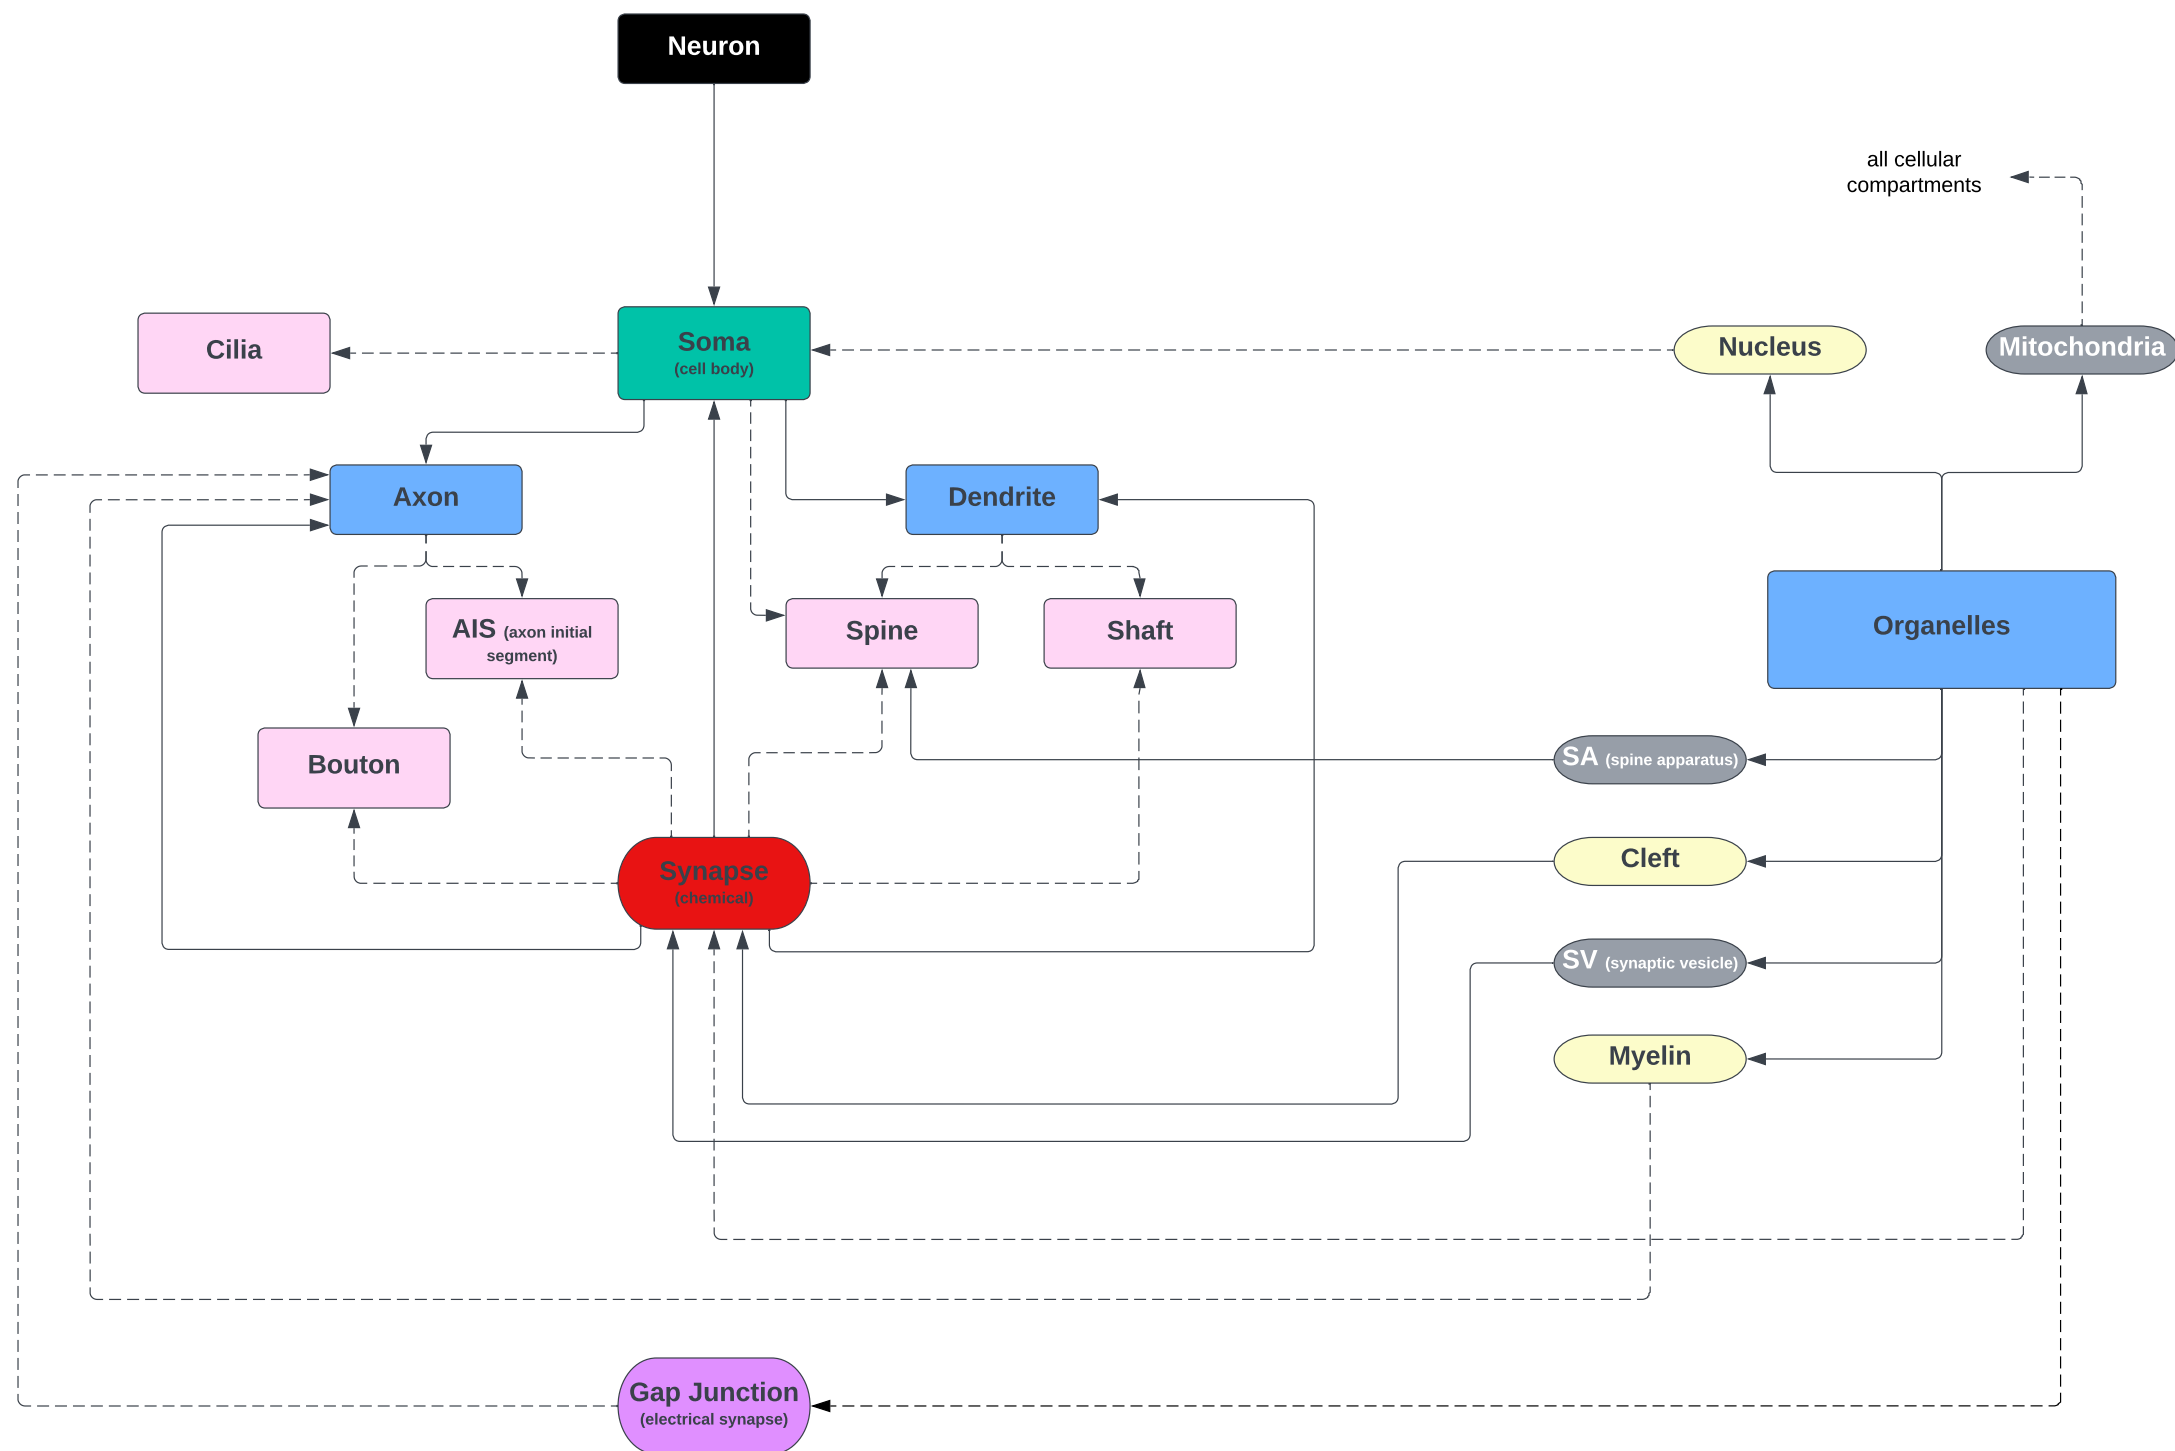 Neuron
all cellular
compartments
Cilia
Soma
(cell body)
Nucleus
Mitochondria
Axon
Dendrite
AIS (axon initial
segment)
Spine
Shaft
Organelles
Bouton
SA (spine apparatus)
Synapse
(chemical)
Cleft
SV (synaptic vesicle)
Myelin
Gap Junction
(electrical synapse)